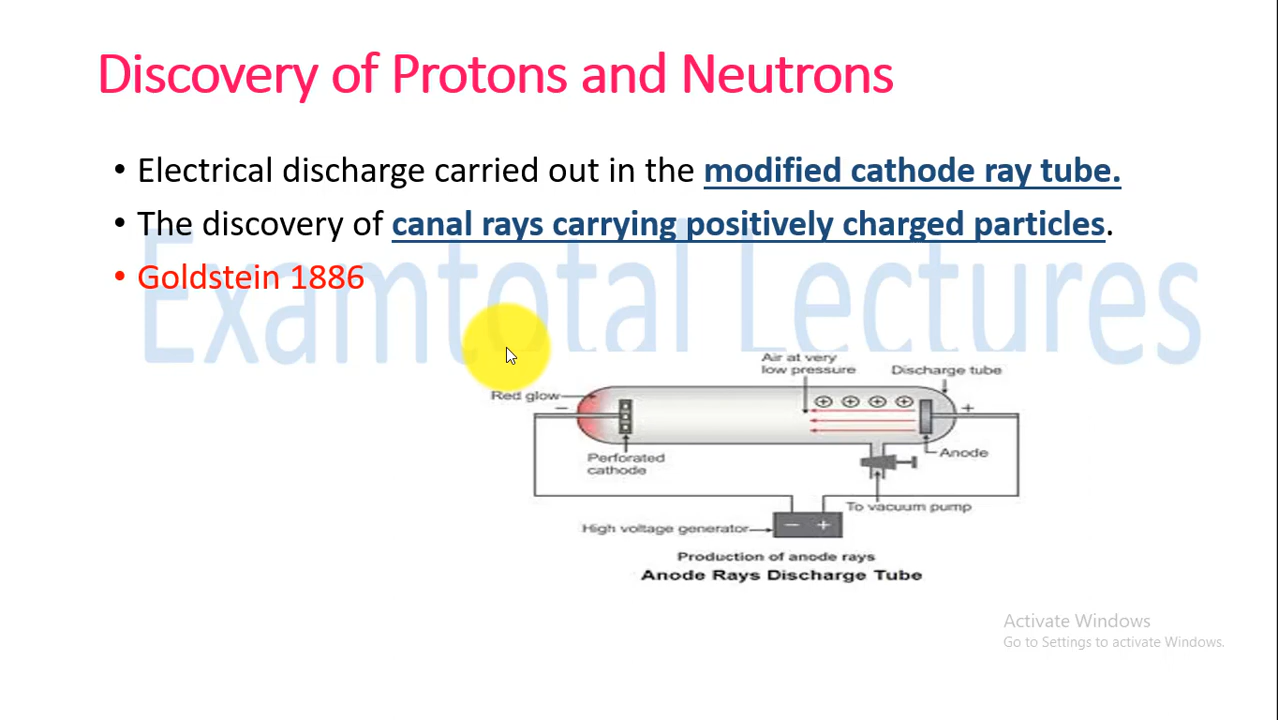 Discovery of Protons and Neutrons
• Electrical discharge carried out in the modified cathode ray tube.
• The discovery of canal rays carrying positively charged particles.
• Goldstein 1886
Examtotal Lectures
Air at very
low pressure
Discharge tube
Red glow
−
+
Perforated
cathode
Anode
To vacuum pump
High voltage generator
− +
Production of anode rays
Anode Rays Discharge Tube
Activate Windows
Go to Settings to activate Windows.